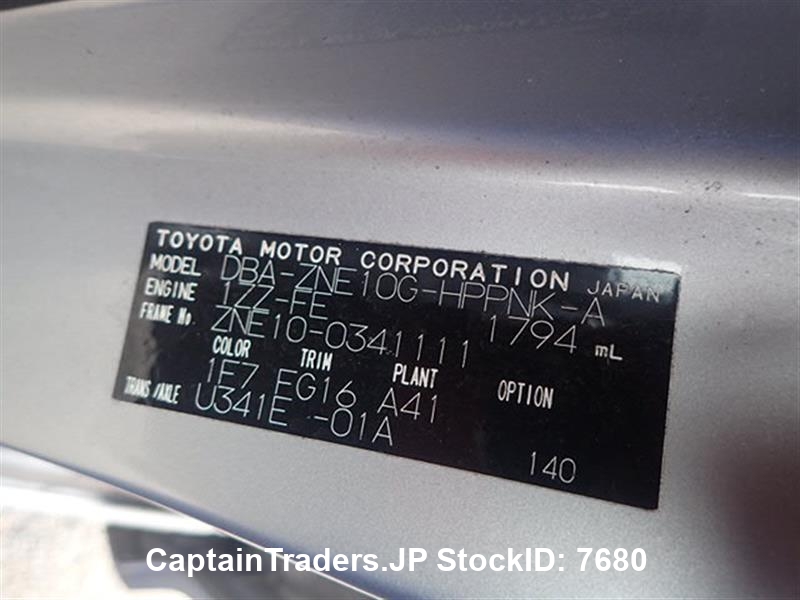 TOYOTA MOTOR CORPORATION JAPAN
MODEL DBA-ZNE10G-HPPNK-A
ENGINE 1ZZ-FE 1794 mL
FRAME No. ZNE10-0341111
COLOR TRIM PLANT OPTION
1F7 FG16 A41
TRANS/AXLE U341E -01A
140
CaptainTraders.JP StockID: 7680